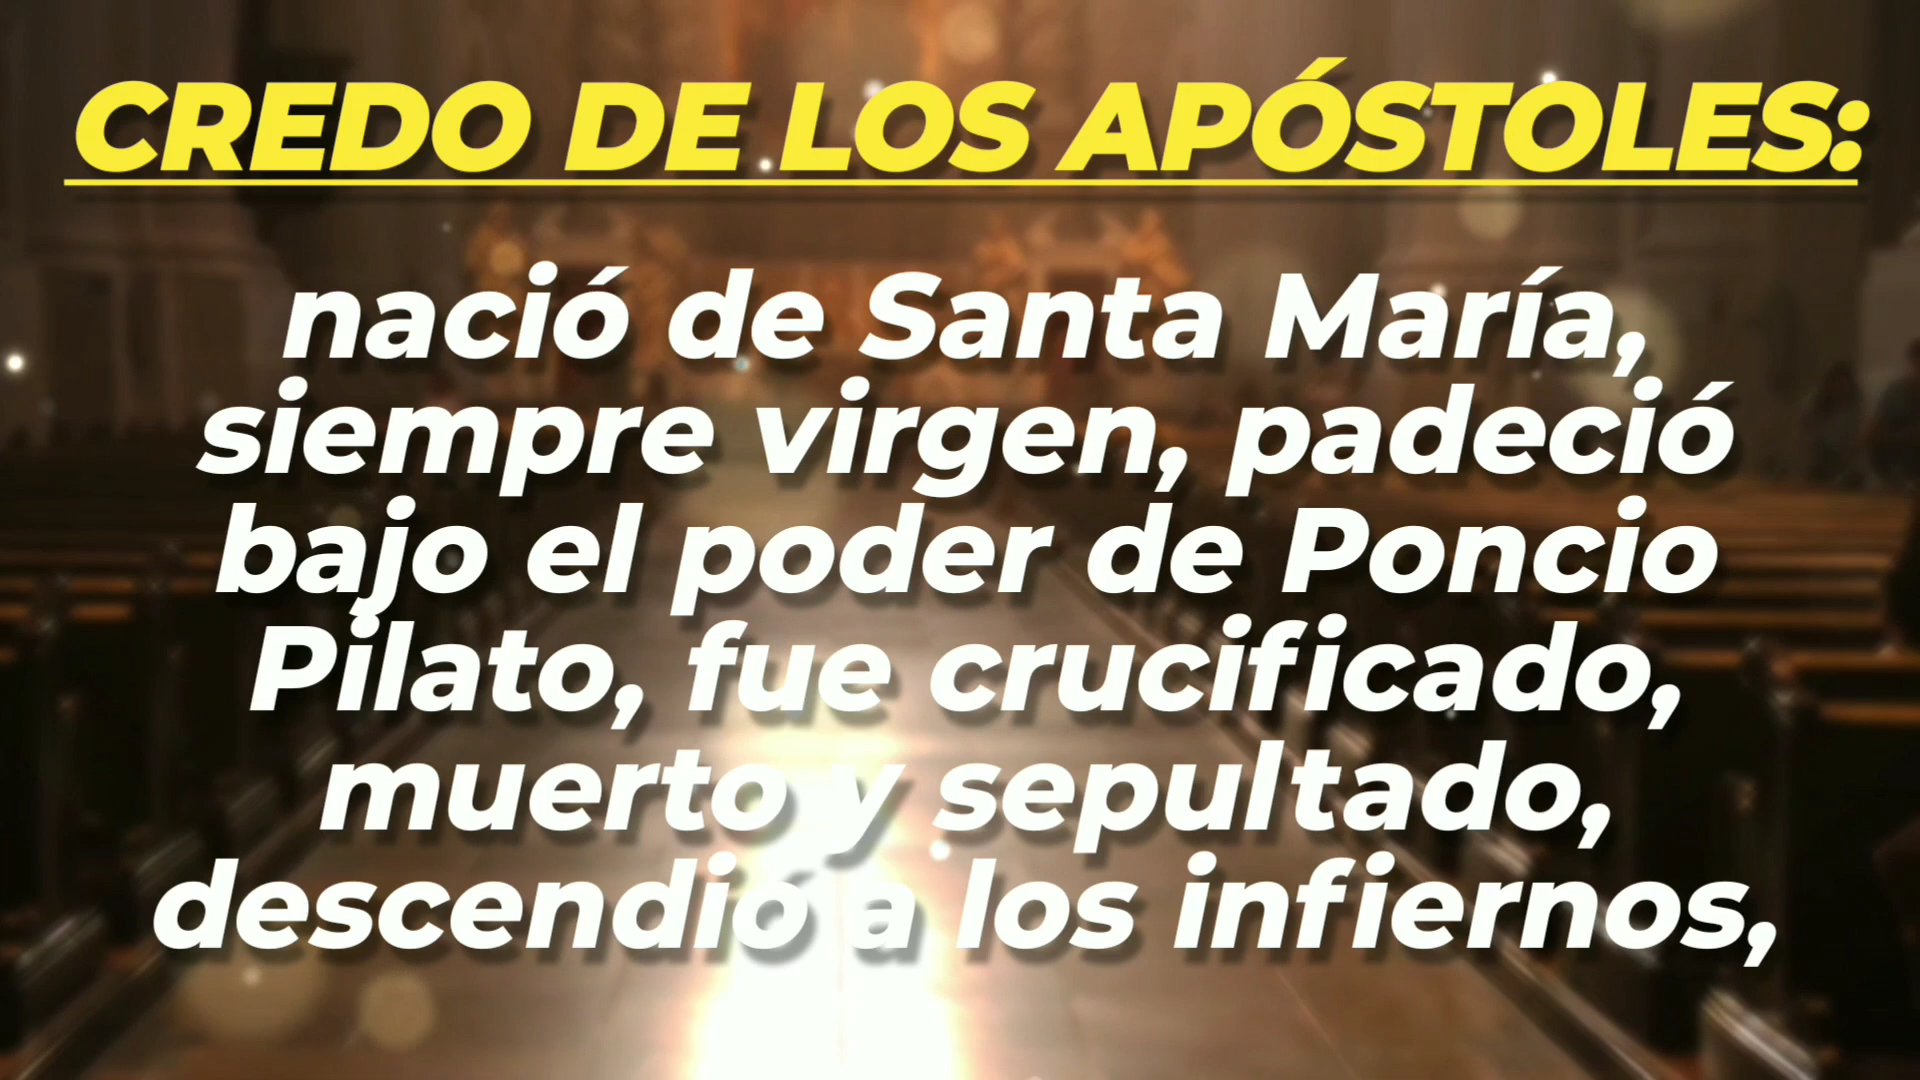 CREDO DE LOS APÓSTOLES:
nació de Santa María,
siempre virgen, padeció
bajo el poder de Poncio
Pilato, fue crucificado,
muerto y sepultado,
descendió a los infiernos,